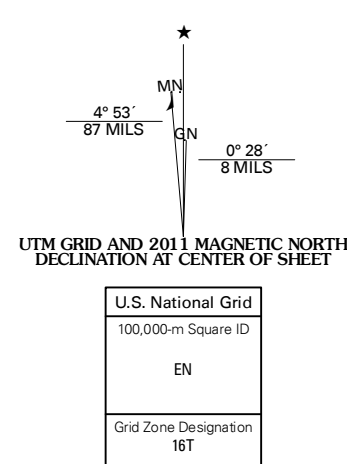 ★
MN
4° 53´
87 MILS
GN
0° 28´
8 MILS
UTM GRID AND 2011 MAGNETIC NORTH
DECLINATION AT CENTER OF SHEET
U.S. National Grid
100,000-m Square ID
EN
Grid Zone Designation
16T